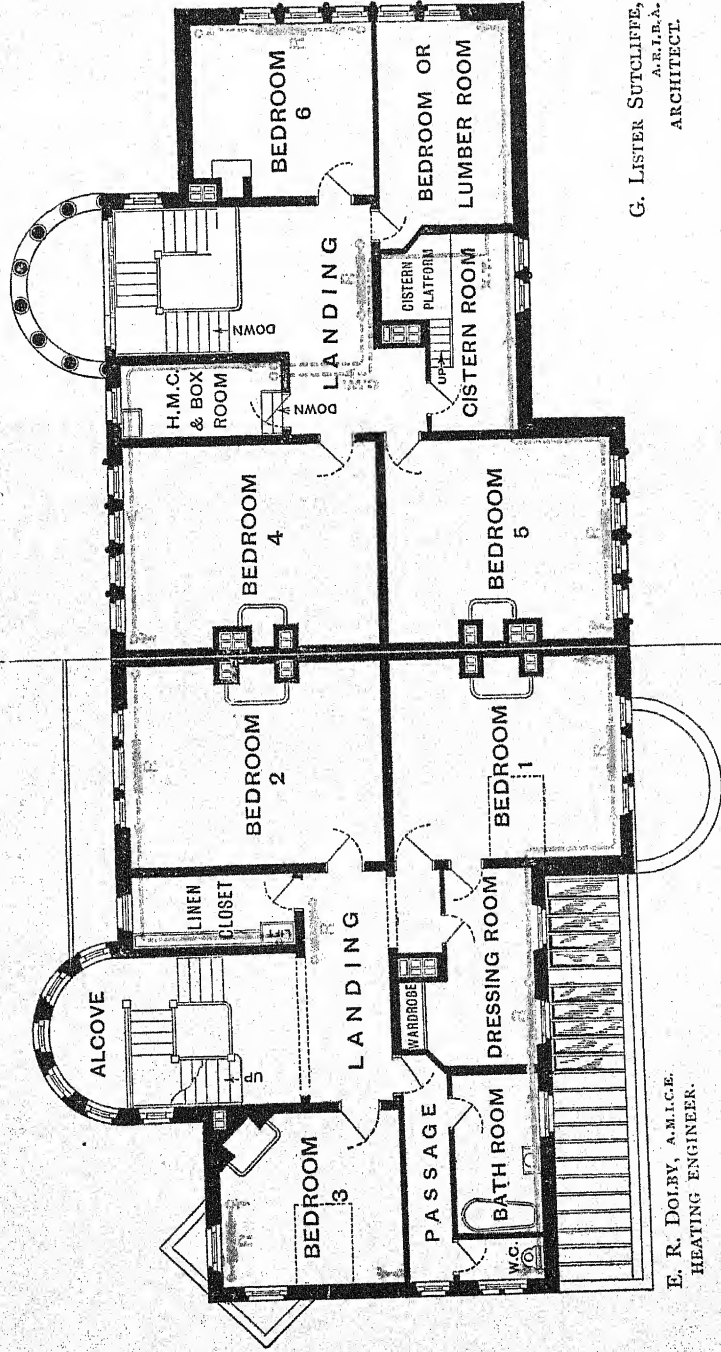 ALCOVE
UP
LINEN
CLOSET
LIFT
BEDROOM
2
BEDROOM
3
LANDING
WARDROBE
PASSAGE
BATH ROOM
W.C.
DRESSING ROOM
BEDROOM
1
BEDROOM
4
H.M.C.
& BOX
ROOM
DOWN
DOWN
LANDING
BEDROOM
6
BEDROOM
5
UP
CISTERN
PLATFORM
CISTERN ROOM
BEDROOM OR
LUMBER ROOM
E. R. DOLBY, A.M.I.C.E.
HEATING ENGINEER.
G. LISTER SUTCLIFFE,
A.R.I.B.A.
ARCHITECT.